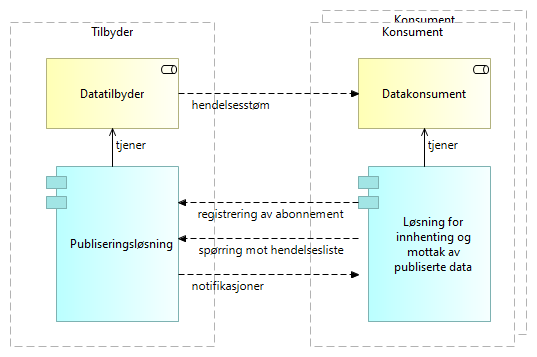 Konsument
Tilbyder
Konsument
Datatilbyder
Datakonsument
hendelsesstøm
tjener
tjener
registrering av abonnement
Publiseringsløsning
spørring mot hendelsesliste
notifikasjoner
Løsning for
innhenting og
mottak av
publiserte data